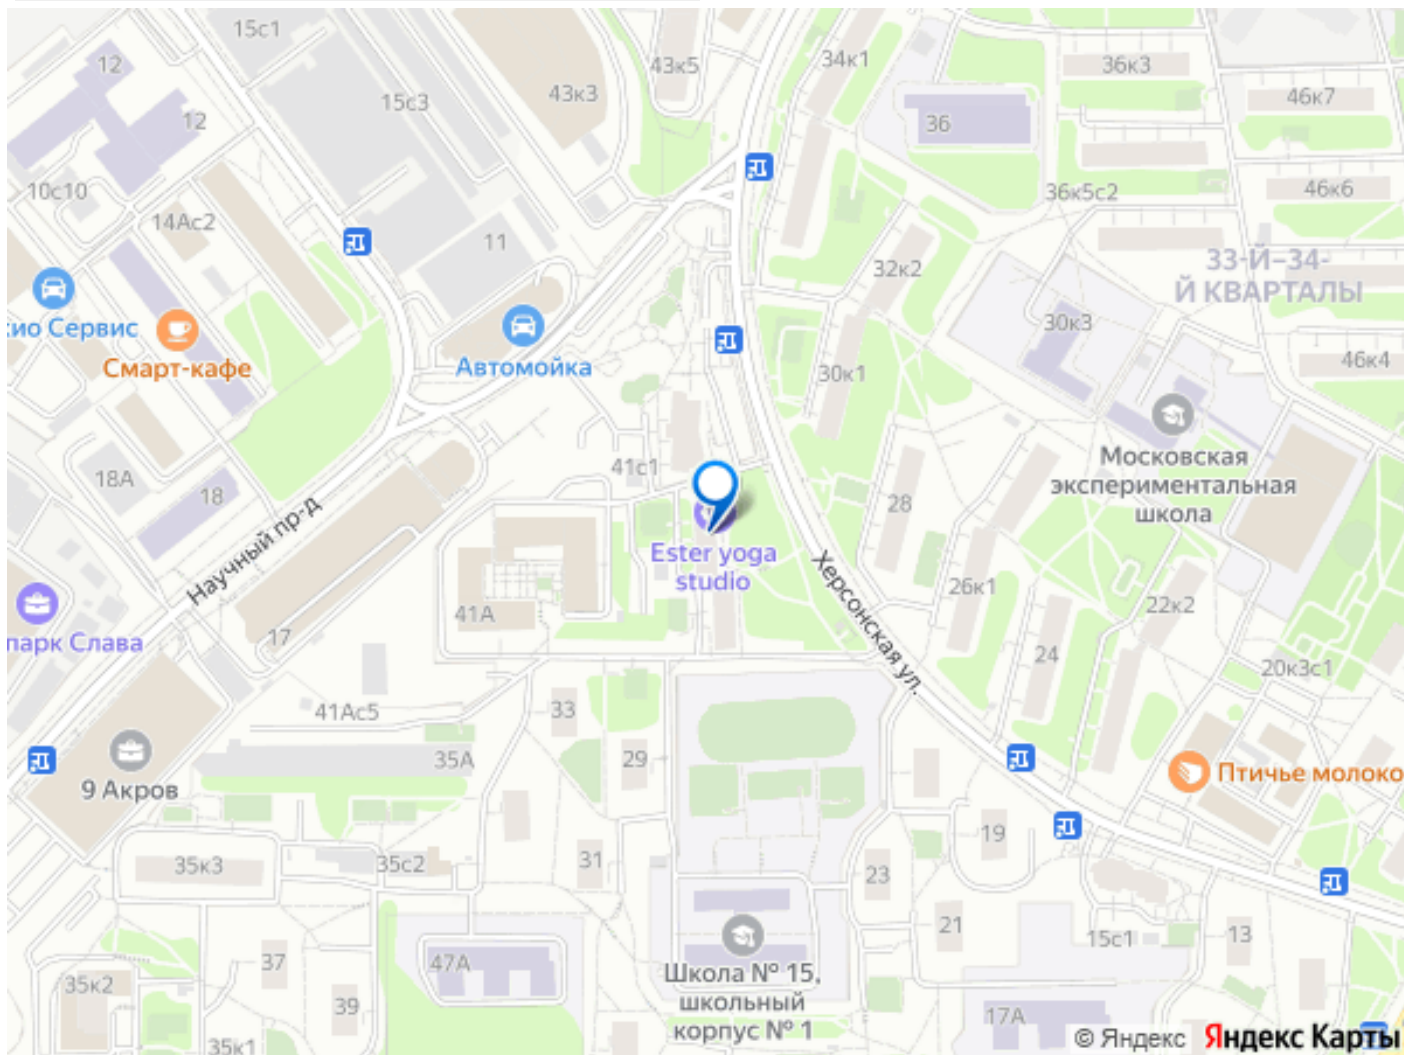 15с1
12
43к5
34к1
36к3
15с3
43к3
46к7
12
36
10с10
36к5с2
46к6
14Ас2
11
32к2
33-Й–34-
Й КВАРТАЛЫ
кио Сервис
30к3
Смарт-кафе
Автомойка
30к1
46к4
18А
41с1
Московская
экспериментальная
школа
18
28
Научный пр-д
Ester yoga
studio
Херсонская ул.
26к1
22к2
41А
17
парк Слава
24
20к3с1
41Ас5
33
9 Акров
35А
29
Птичье молоко
35к3
35с2
31
19
23
21
15с1
13
37
47А
Школа № 15,
школьный
корпус № 1
35к2
39
17А
35к1
© Яндекс Яндекс Карты